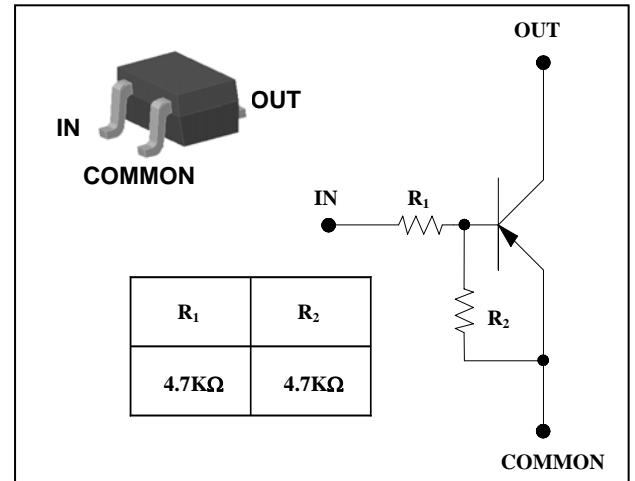 OUT
OUT
IN
COMMON
IN
R₁
R₁ R₂
R₂
4.7KΩ 4.7KΩ
COMMON